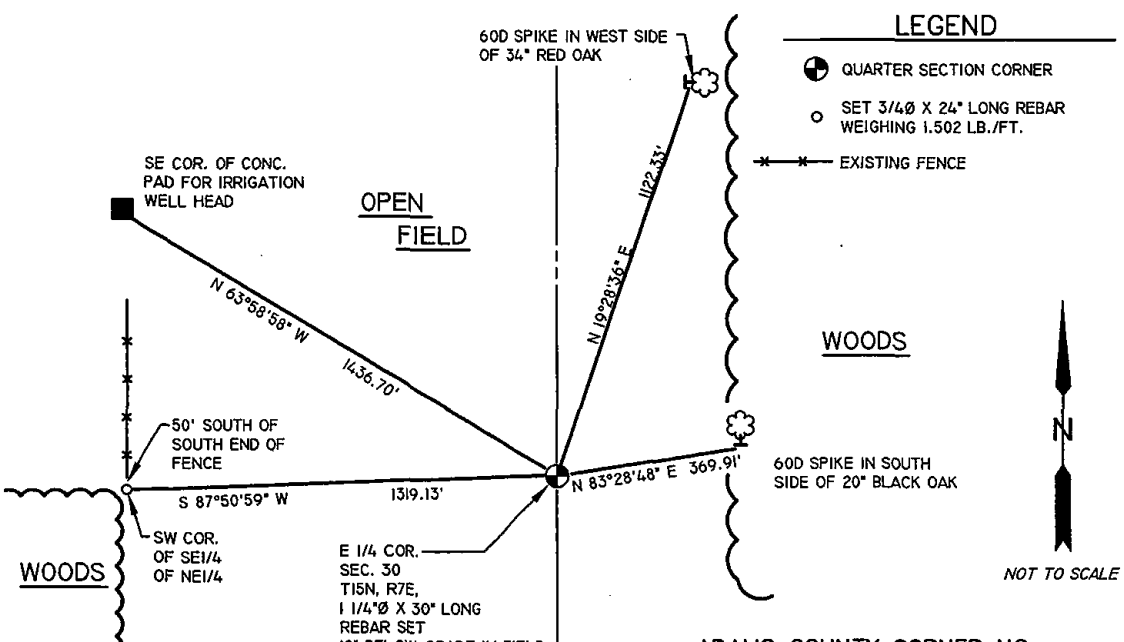 60D SPIKE IN WEST SIDE
OF 34" RED OAK
LEGEND
QUARTER SECTION CORNER
SET 3/4Ø X 24" LONG REBAR
WEIGHING 1.502 LB./FT.
EXISTING FENCE
SE COR. OF CONC.
PAD FOR IRRIGATION
WELL HEAD
OPEN
FIELD
1122.33'
N 19°28'36" E
N 63°58'58" W
1436.70'
WOODS
N
50' SOUTH OF
SOUTH END OF
FENCE
S 87°50'59" W
1319.13'
N 83°28'48" E 369.91'
60D SPIKE IN SOUTH
SIDE OF 20" BLACK OAK
SW COR.
OF SE1/4
OF NE1/4
WOODS
E 1/4 COR.
SEC. 30
T15N, R7E,
1 1/4"Ø X 30" LONG
REBAR SET
NOT TO SCALE
ADAMS COUNTY CORNER NO.